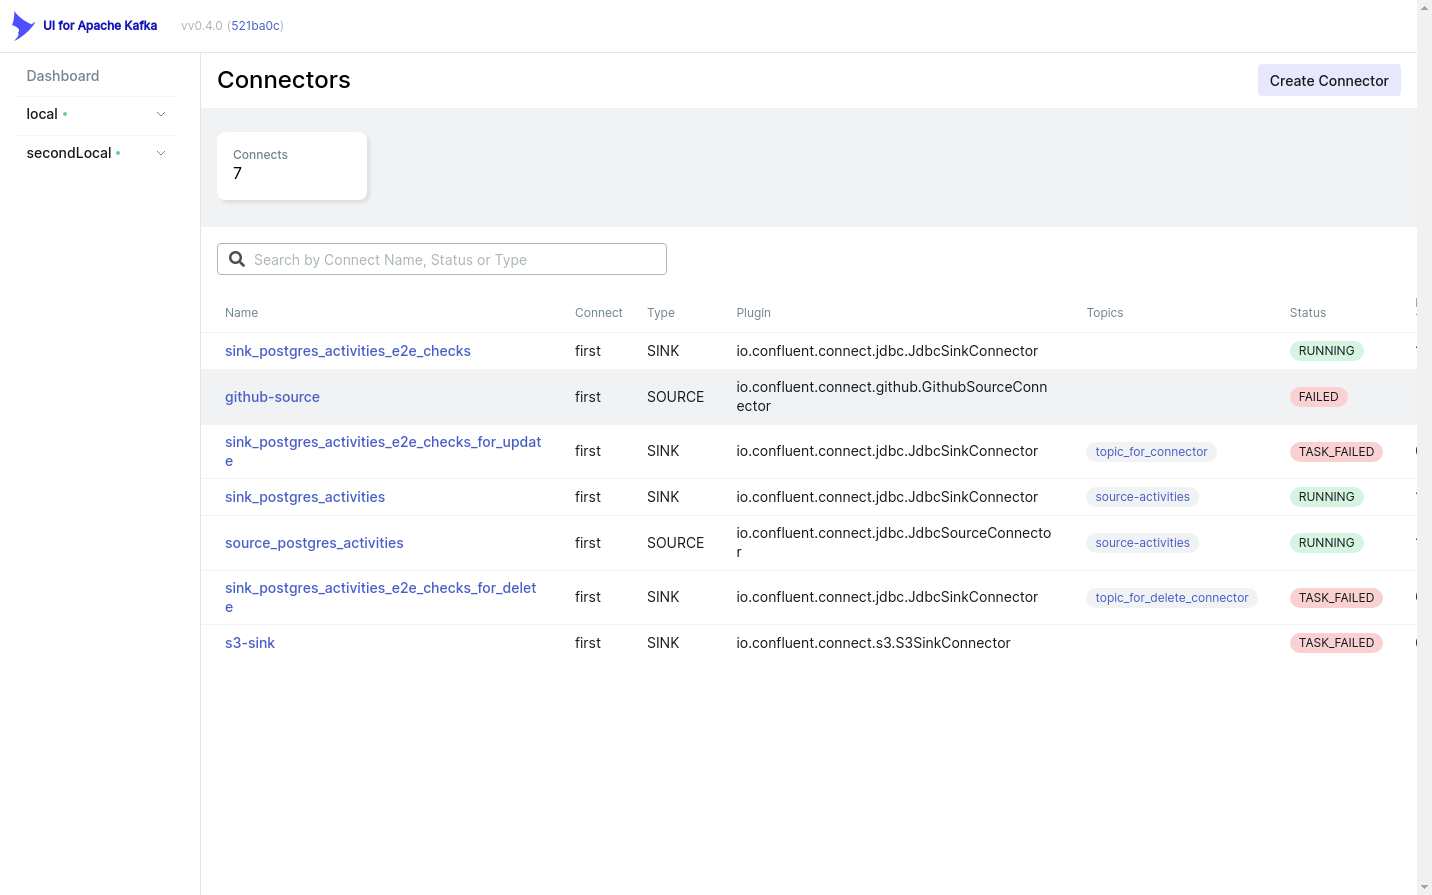 UI for Apache Kafka vv0.4.0 (521ba0c)
Dashboard
local
secondLocal
Connectors
Create Connector
Connects
7
Search by Connect Name, Status or Type
Name Connect Type Plugin Topics Status
sink_postgres_activities_e2e_checks first SINK io.confluent.connect.jdbc.JdbcSinkConnector RUNNING
github-source first SOURCE io.confluent.connect.github.GithubSourceConn
ector FAILED
sink_postgres_activities_e2e_checks_for_updat
e first SINK io.confluent.connect.jdbc.JdbcSinkConnector topic_for_connector TASK_FAILED
sink_postgres_activities first SINK io.confluent.connect.jdbc.JdbcSinkConnector source-activities RUNNING
source_postgres_activities first SOURCE io.confluent.connect.jdbc.JdbcSourceConnecto
r source-activities RUNNING
sink_postgres_activities_e2e_checks_for_delet
e first SINK io.confluent.connect.jdbc.JdbcSinkConnector topic_for_delete_connector TASK_FAILED
s3-sink first SINK io.confluent.connect.s3.S3SinkConnector TASK_FAILED